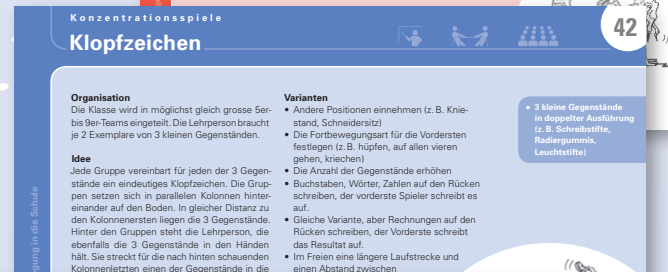 Konzentrationsspiele
Klopfzeichen
42
Organisation
Die Klasse wird in möglichst gleich grosse 5er-
bis 9er-Teams eingeteilt. Die Lehrperson braucht
je 2 Exemplare von 3 kleinen Gegenständen.
Idee
Jede Gruppe vereinbart für jeden der 3 Gegen-
stände ein eindeutiges Klopfzeichen. Die Grup-
pen setzen sich in parallelen Kolonnen hinter-
einander auf den Boden. In gleicher Distanz zu
den Kolonnenersten liegen die 3 Gegenstände.
Hinter den Gruppen steht die Lehrperson, die
ebenfalls die 3 Gegenstände in den Händen
hält. Sie streckt für die nach hinten schauenden
Kolonnenletzten einen der Gegenstände in die
Varianten
• Andere Positionen einnehmen (z. B. Knie-
stand, Schneidersitz)
• Die Fortbewegungsart für die Vordersten
festlegen (z. B. hüpfen, auf allen vieren
gehen, kriechen)
• Die Anzahl der Gegenstände erhöhen
• Buchstaben, Wörter, Zahlen auf den Rücken
schreiben, der vorderste Spieler schreibt es
auf.
• Gleiche Variante, aber Rechnungen auf den
Rücken schreiben, der Vorderste schreibt
das Resultat auf.
• Im Freien eine längere Laufstrecke und
einen Abstand zwischen
• 3 kleine Gegenstände
in doppelter Ausführung
(z. B. Schreibstifte,
Radiergummis,
Leuchtstifte)
gung in die Schule